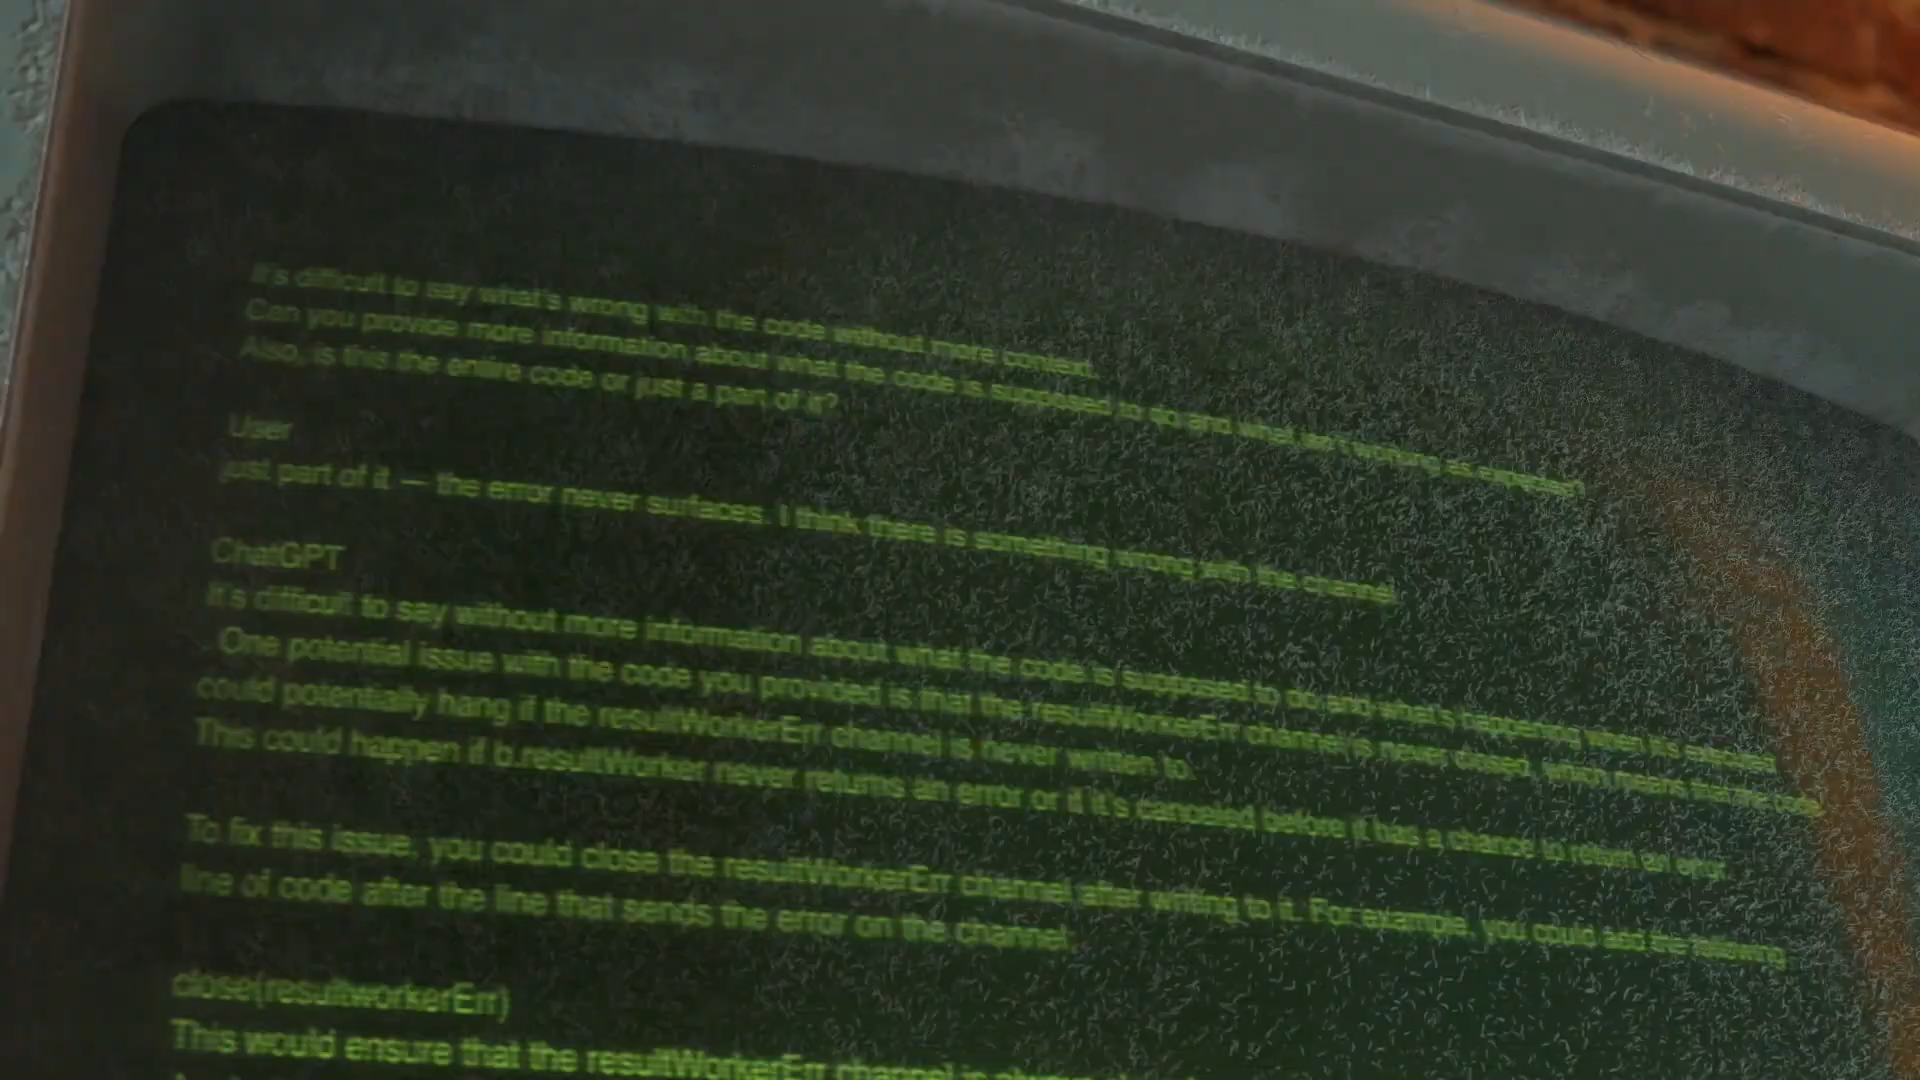 It's difficult to say what's wrong with the code without more context.
Can you provide more information about what the code is supposed to do and what
Also, is this the entire code or just a part of it?
User
just part of it — the error never surfaces. I think there is something wrong with the channel
ChatGPT
It's difficult to say without more information about what the code is supposed to do and what's happening when it's
One potential issue with the code you provided is that the resultWorkerErr channel is never closed, which means that the code
could potentially hang if the resultWorkerErr channel is never written to.
This could happen if b.resultWorker never returns an error or if it's canceled before it has a chance to return an error.
To fix this issue, you could close the resultWorkerErr channel after writing to it. For example, you could add the following
line of code after the line that sends the error on the channel:
close(resultworkerErr)
This would ensure that the resultWorkerErr channel is